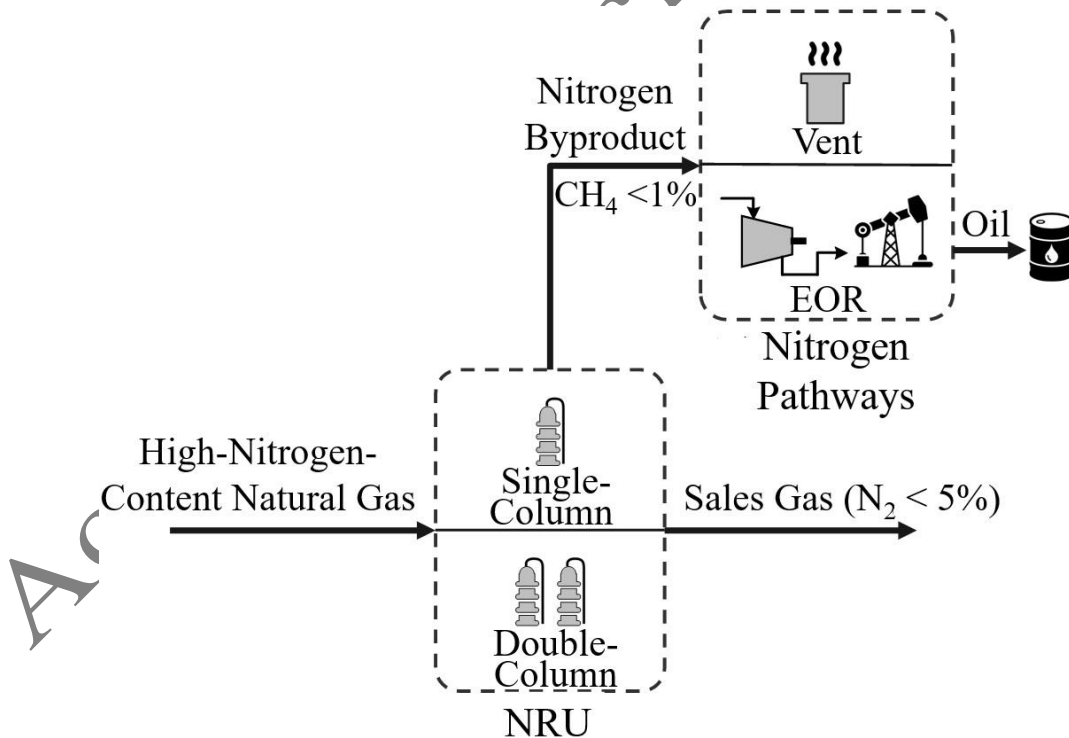 Nitrogen
Byproduct
CH₄ <1%
Vent
EOR
Oil
Nitrogen
Pathways
High-Nitrogen-
Content Natural Gas
Single-
Column
Double-
Column
NRU
Sales Gas (N₂ < 5%)
Ac